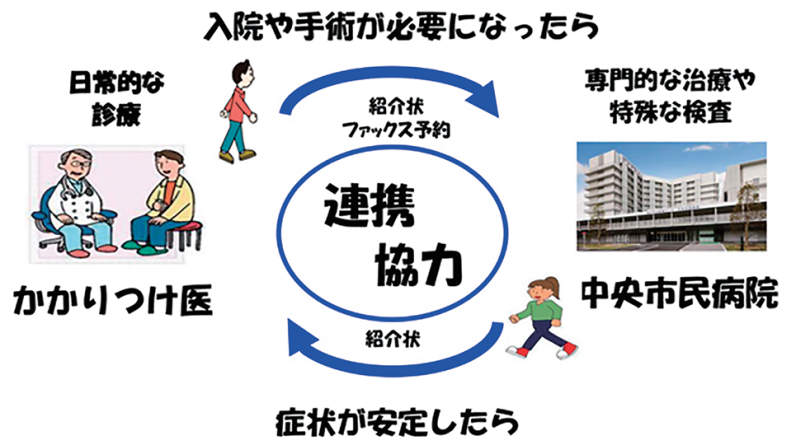 入院や手術が必要になったら
日常的な
診療
紹介状
ファックス予約
専門的な治療や
特殊な検査
連携
協力
かかりつけ医
中央市民病院
紹介状
症状が安定したら